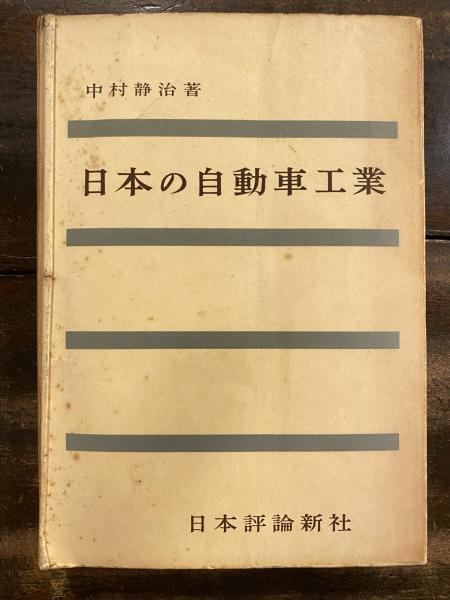 中村静治著
日本の自動車工業
日本評論新社